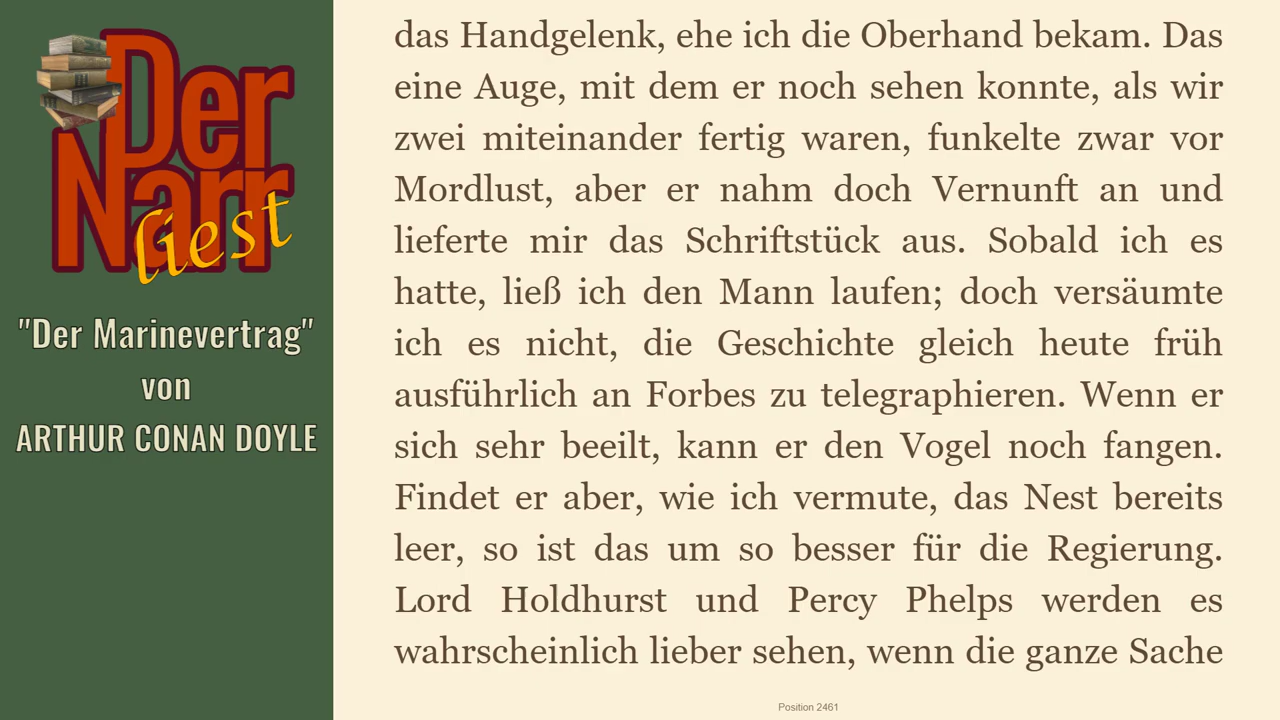 Der
Narr
liest
"Der Marinevertrag"
von
ARTHUR CONAN DOYLE
das Handgelenk, ehe ich die Oberhand bekam. Das
eine Auge, mit dem er noch sehen konnte, als wir
zwei miteinander fertig waren, funkelte zwar vor
Mordlust, aber er nahm doch Vernunft an und
lieferte mir das Schriftstück aus. Sobald ich es
hatte, ließ ich den Mann laufen; doch versäumte
ich es nicht, die Geschichte gleich heute früh
ausführlich an Forbes zu telegraphieren. Wenn er
sich sehr beeilt, kann er den Vogel noch fangen.
Findet er aber, wie ich vermute, das Nest bereits
leer, so ist das um so besser für die Regierung.
Lord Holdhurst und Percy Phelps werden es
wahrscheinlich lieber sehen, wenn die ganze Sache
Position 2461